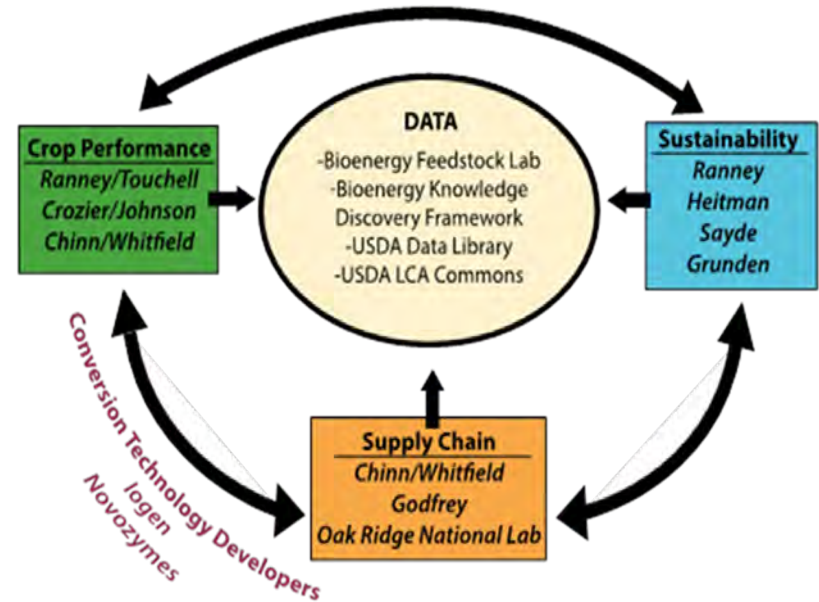 DATA
-Bioenergy Feedstock Lab
-Bioenergy Knowledge
Discovery Framework
-USDA Data Library
-USDA LCA Commons
Crop Performance
Ranney/Touchell
Crozier/Johnson
Chinn/Whitfield
Sustainability
Ranney
Heitman
Sayde
Grunden
Supply Chain
Chinn/Whitfield
Godfrey
Oak Ridge National Lab
Conversion Technology Developers
Iogen
Novozymes